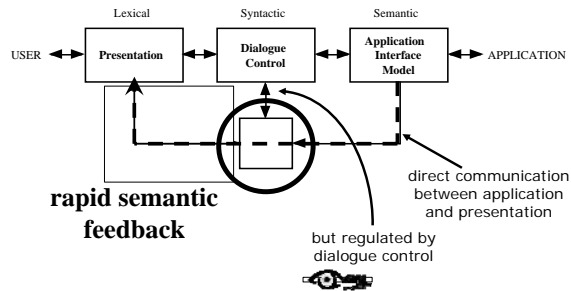 Lexical Syntactic Semantic
USER Presentation Dialogue Control Application Interface Model APPLICATION
rapid semantic
feedback
direct communication
between application
and presentation
but regulated by
dialogue control